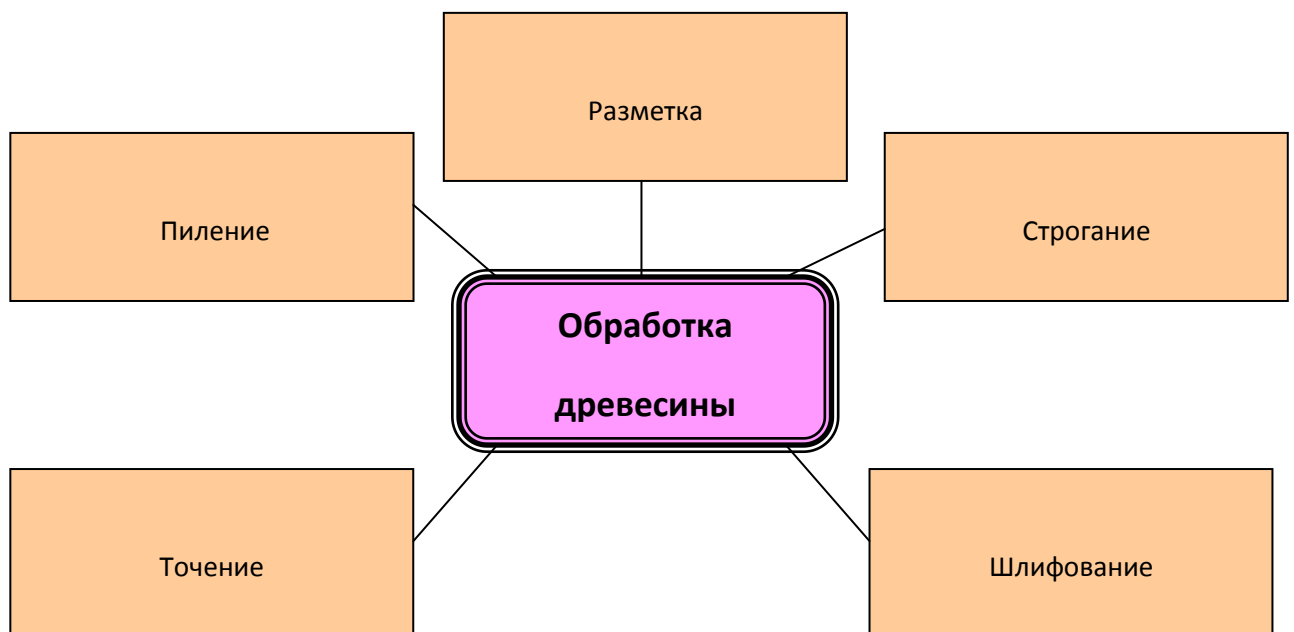 Разметка
Пиление
Строгание
Обработка
древесины
Точение
Шлифование